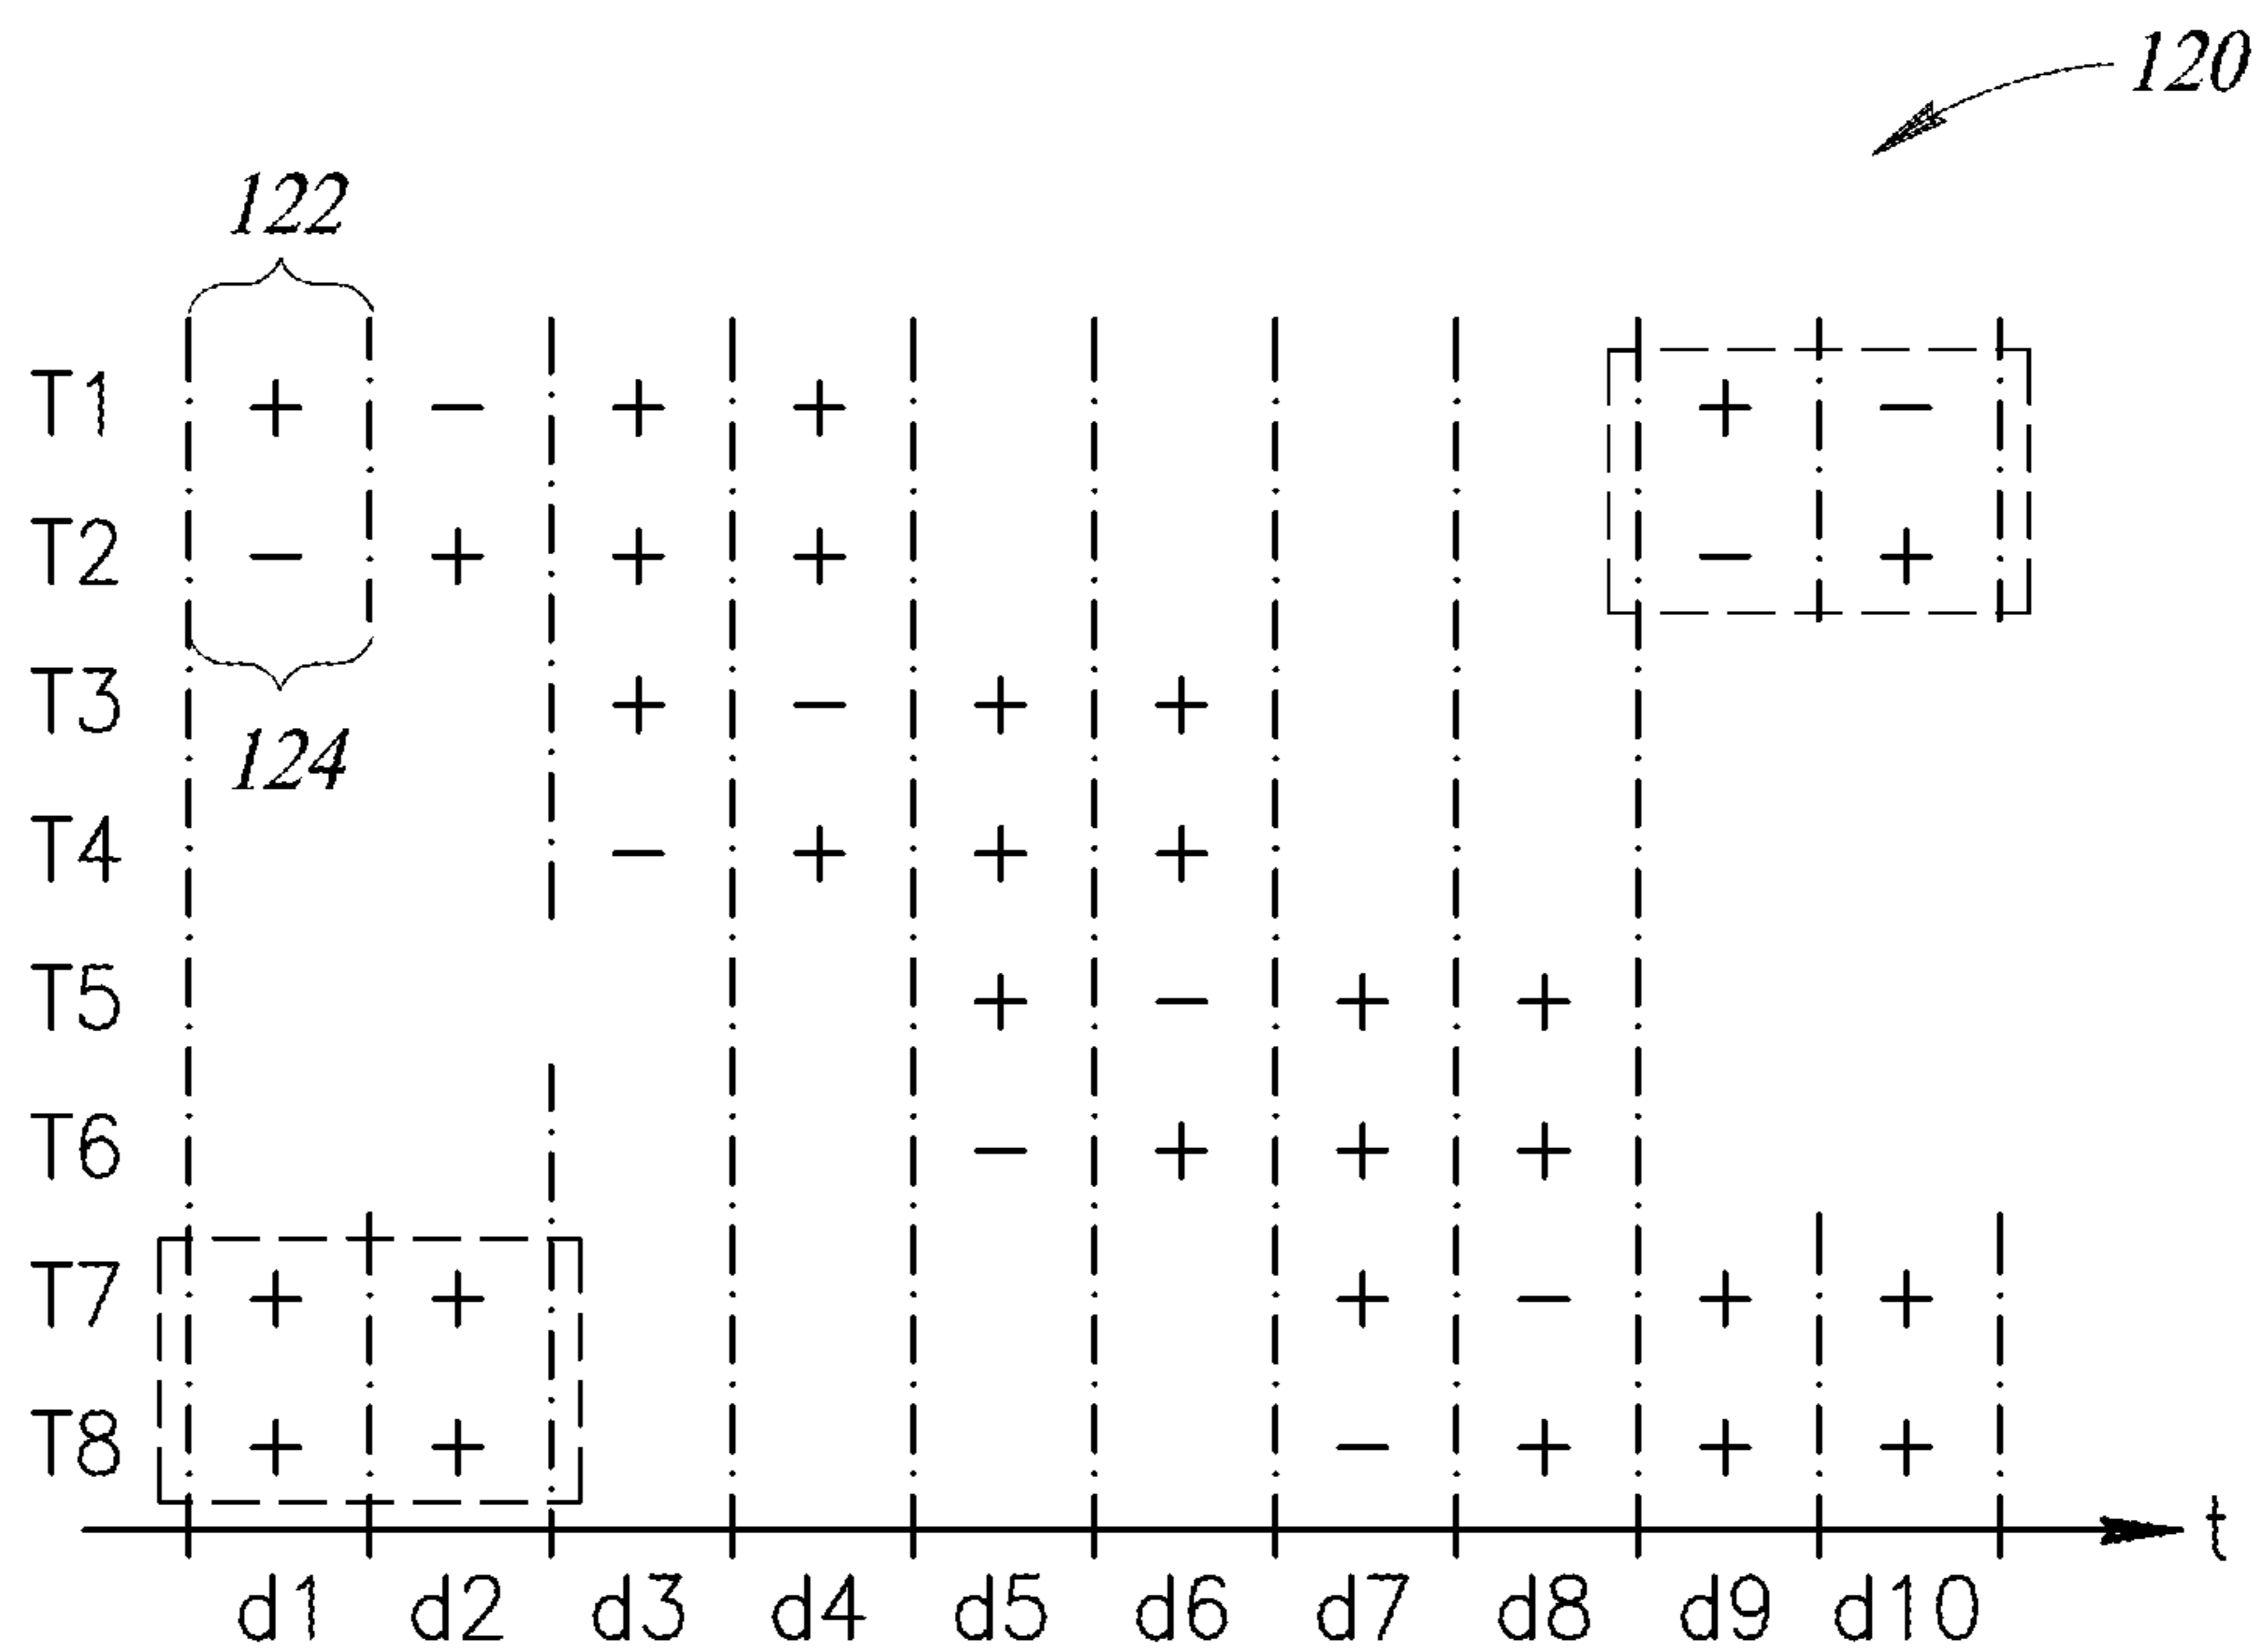 120
122
T1 + − + + + −
T2 − + + + − +
T3 + − + +
124
T4 − + + +
T5 + − + +
T6 − + + +
T7 + + + − + +
T8 + + − + + +
t
d1 d2 d3 d4 d5 d6 d7 d8 d9 d10